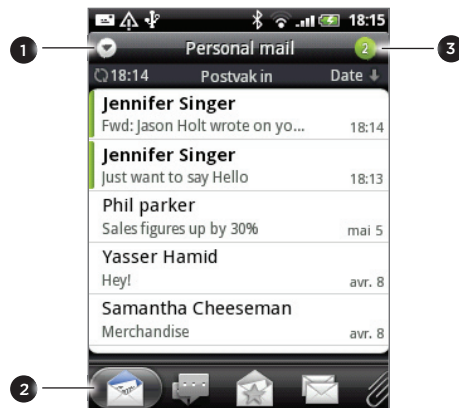 18:15
1 Personal mail 2 3
18:14 Postvak in Date
Jennifer Singer
Fwd: Jason Holt wrote on yo... 18:14
Jennifer Singer
Just want to say Hello 18:13
Phil parker
Sales figures up by 30% mai 5
Yasser Hamid
Hey! avr. 8
Samantha Cheeseman
Merchandise avr. 8
2